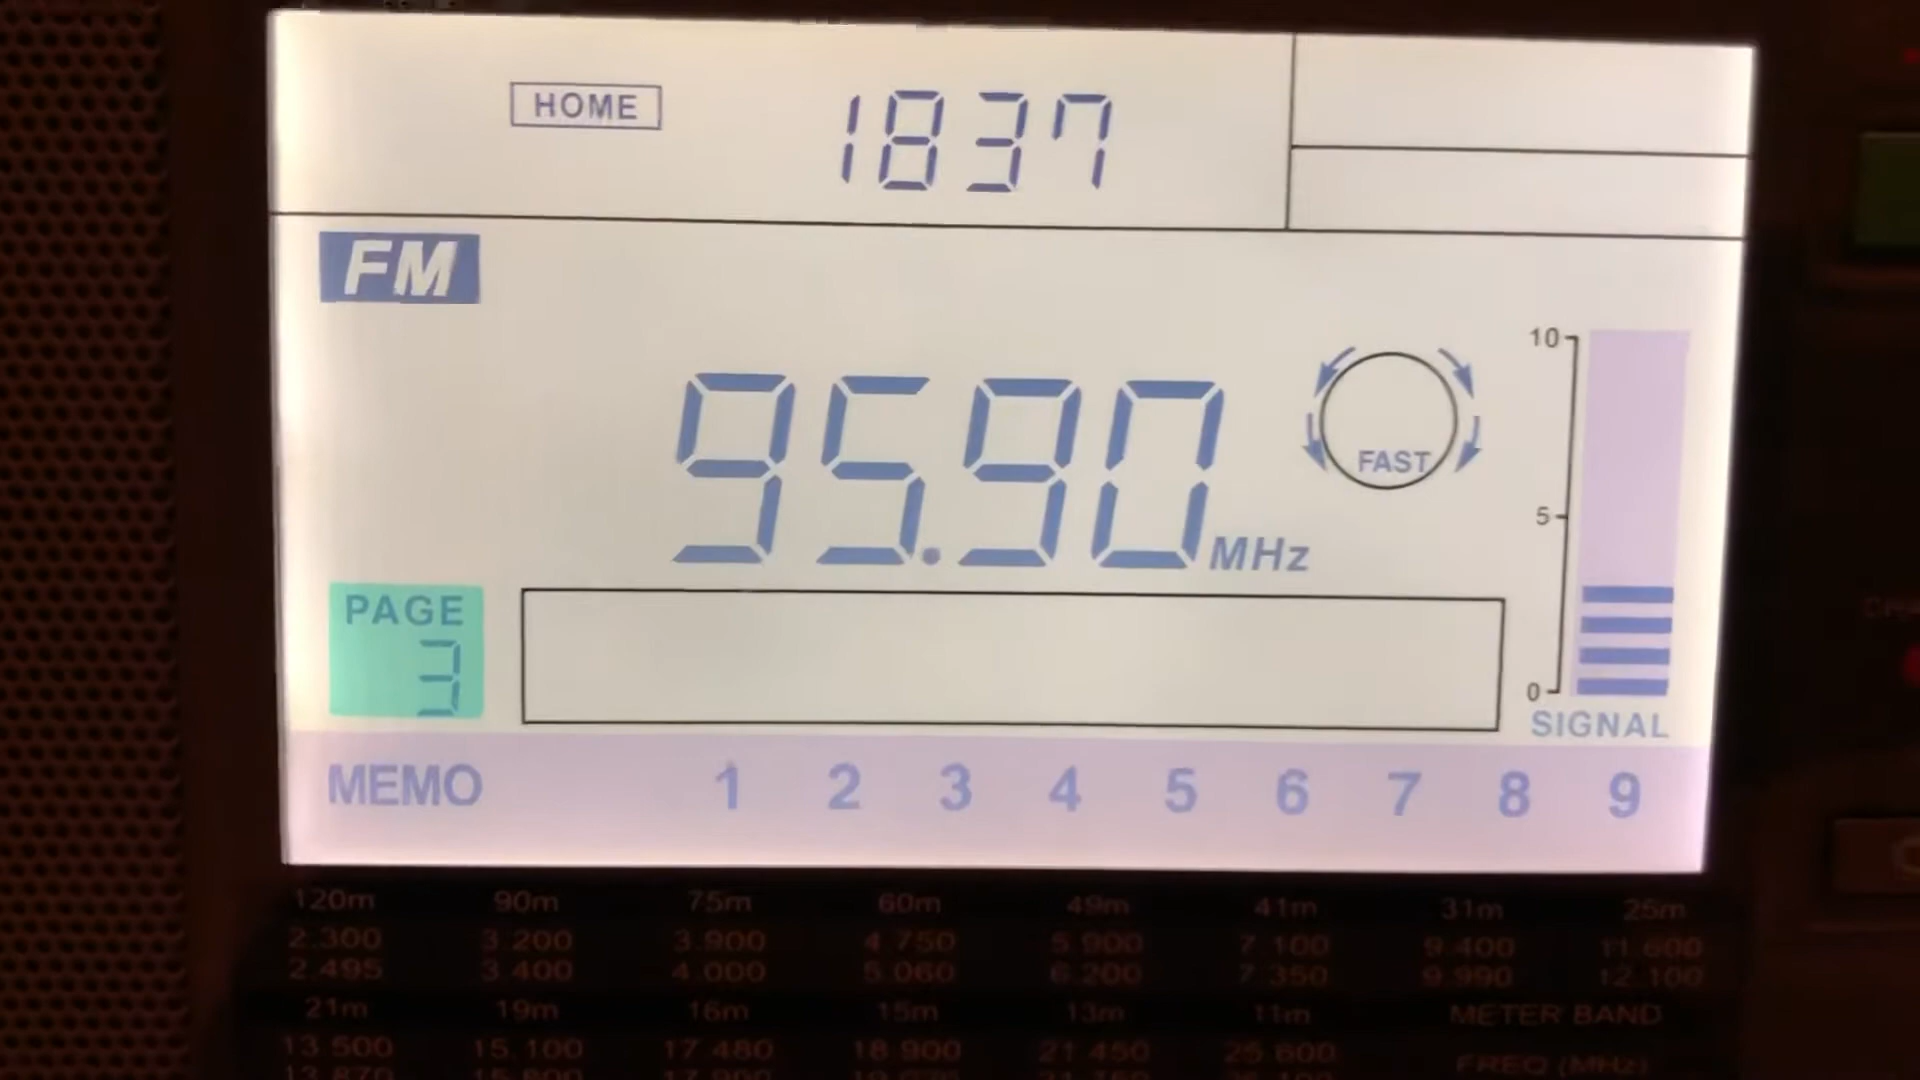 HOME 1837
FM
95.90 MHz
FAST
10
5
0
SIGNAL
PAGE
3
MEMO 1 2 3 4 5 6 7 8 9
120m 90m 75m 60m 49m 41m 31m 25m
2.300 3.200 3.900 4.750 5.900 7.100 9.400 11.600
2.495 3.400 4.000 5.060 6.200 7.350 9.990 12.100
21m 19m 16m 15m 13m 11m METER BAND
13.500 15.100 17.480 18.900 21.450 25.600 FREQ (MHz)